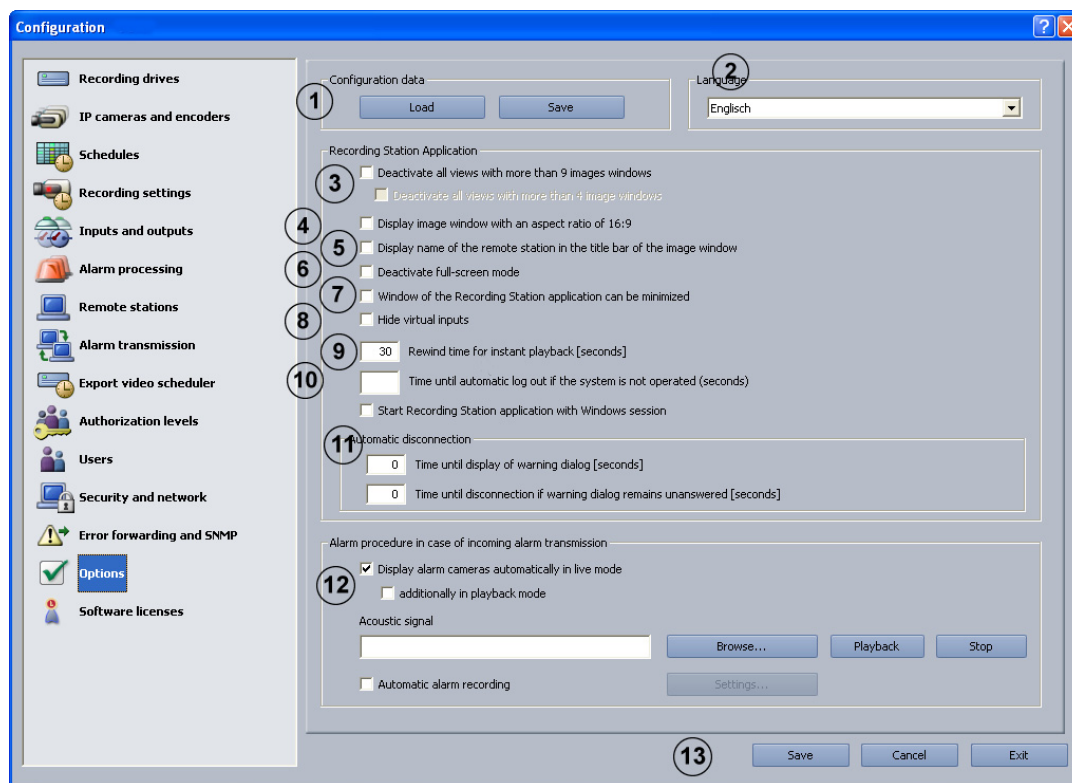 Configuration
Recording drives
IP cameras and encoders
Schedules
Recording settings
Inputs and outputs
Alarm processing
Remote stations
Alarm transmission
Export video scheduler
Authorization levels
Users
Security and network
Error forwarding and SNMP
Options
Software licenses
Configuration data
1
Load
Save
2
Language
Englisch
Recording Station Application
3
Deactivate all views with more than 9 images windows
Deactivate all views with more than 4 image windows
4
Display image window with an aspect ratio of 16:9
5
Display name of the remote station in the title bar of the image window
6
Deactivate full-screen mode
7
Window of the Recording Station application can be minimized
8
Hide virtual inputs
9
30 Rewind time for instant playback [seconds]
10
Time until automatic log out if the system is not operated (seconds)
Start Recording Station application with Windows session
11
Automatic disconnection
0 Time until display of warning dialog [seconds]
0 Time until disconnection if warning dialog remains unanswered [seconds]
Alarm procedure in case of incoming alarm transmission
12
Display alarm cameras automatically in live mode
additionally in playback mode
Acoustic signal
Browse...
Playback
Stop
Automatic alarm recording
Settings...
13
Save
Cancel
Exit